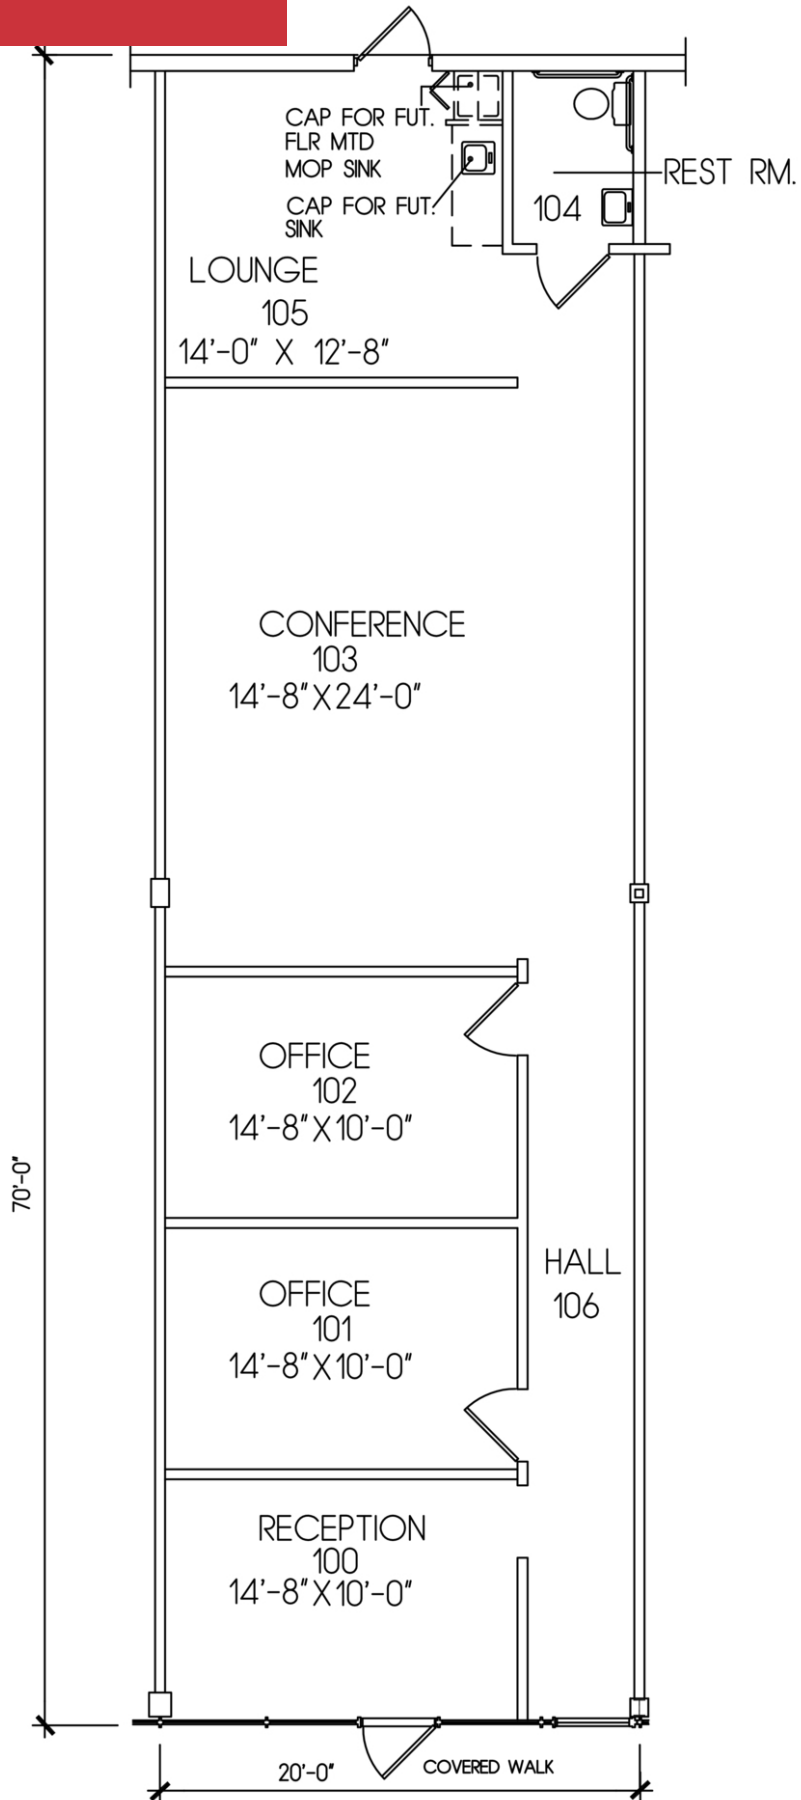 CAP FOR FUT.
FLR MTD
MOP SINK
REST RM.
CAP FOR FUT.
SINK
104
LOUNGE
105
14'-0" X 12'-8"
CONFERENCE
103
14'-8"X24'-0"
OFFICE
102
14'-8"X10'-0"
70'-0"
HALL
106
OFFICE
101
14'-8"X10'-0"
RECEPTION
100
14'-8"X10'-0"
20'-0"
COVERED WALK